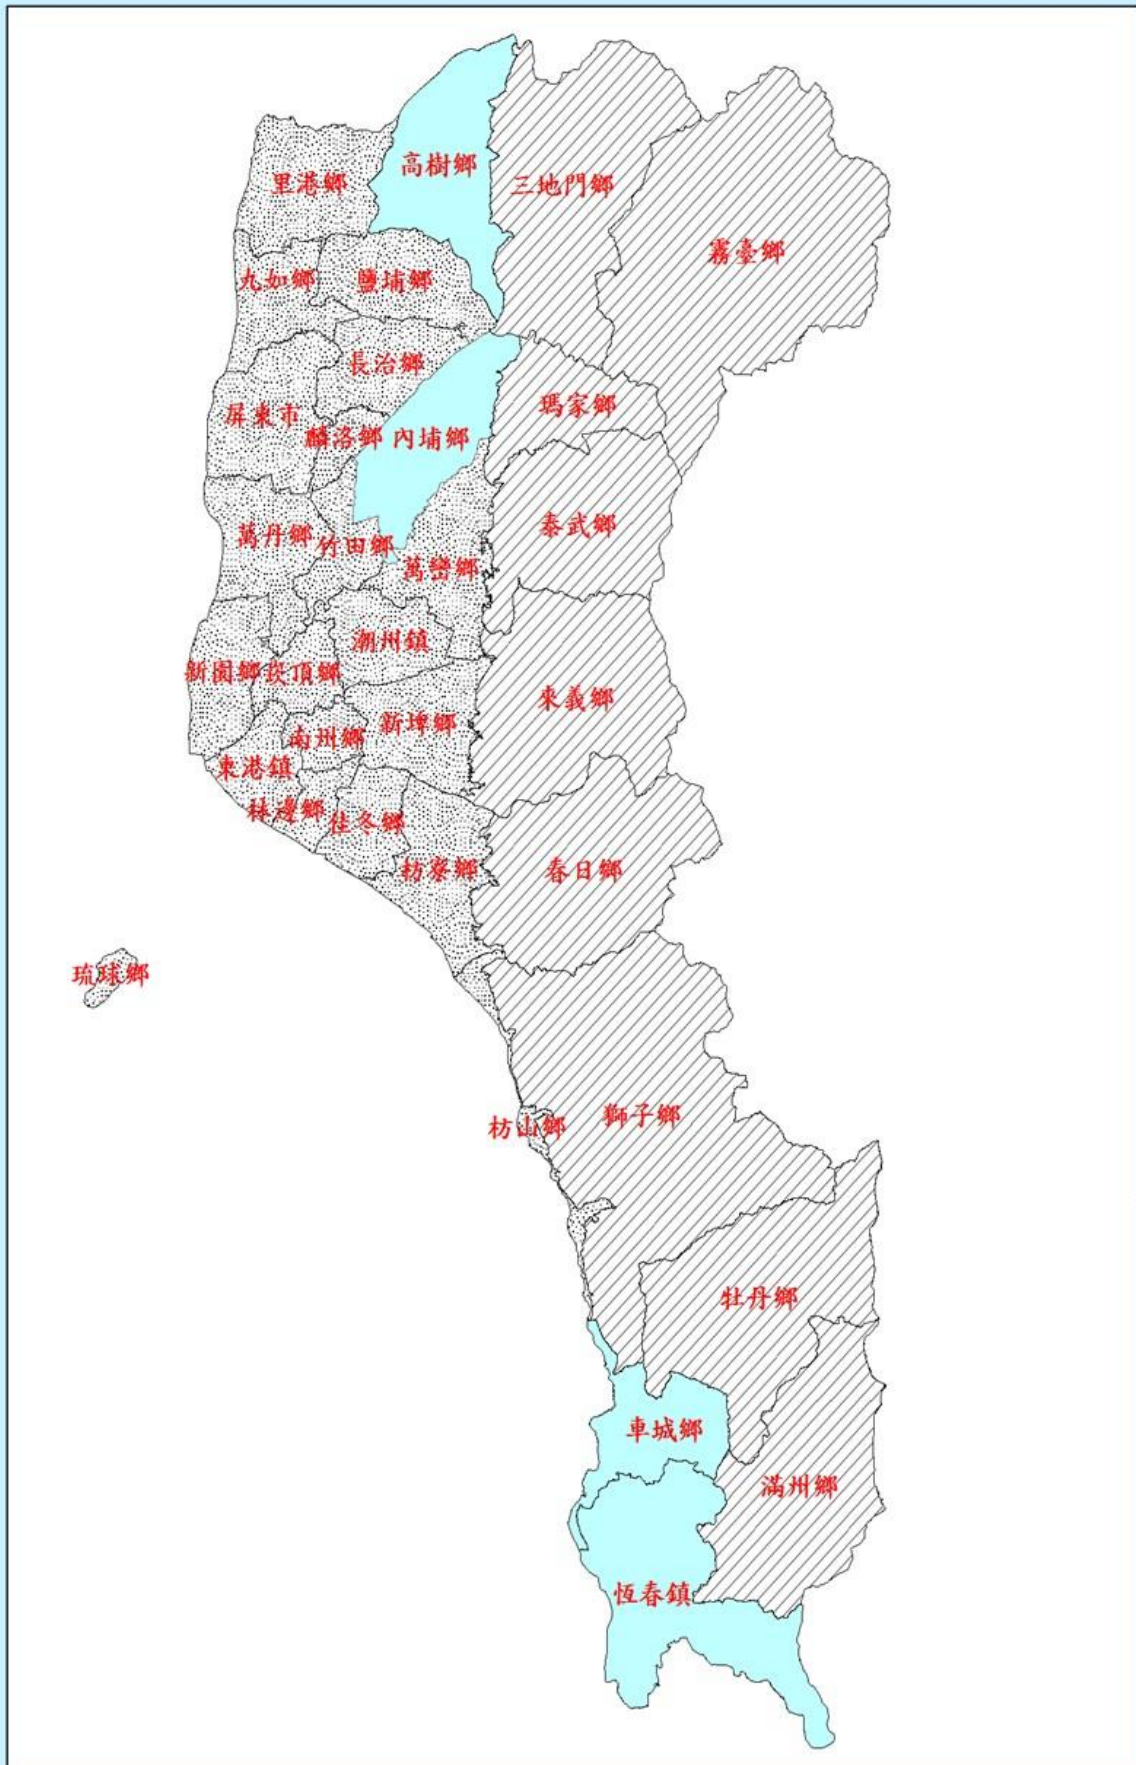 高樹鄉
里港鄉
三地門鄉
霧臺鄉
九如鄉
鹽埔鄉
長治鄉
瑪家鄉
屏東市
麟洛鄉
內埔鄉
泰武鄉
萬丹鄉
竹田鄉
萬巒鄉
潮州鎮
新園鄉
崁頂鄉
來義鄉
新埤鄉
南州鄉
東港鎮
林邊鄉
佳冬鄉
枋寮鄉
春日鄉
琉球鄉
枋山鄉
獅子鄉
牡丹鄉
車城鄉
滿州鄉
恆春鎮